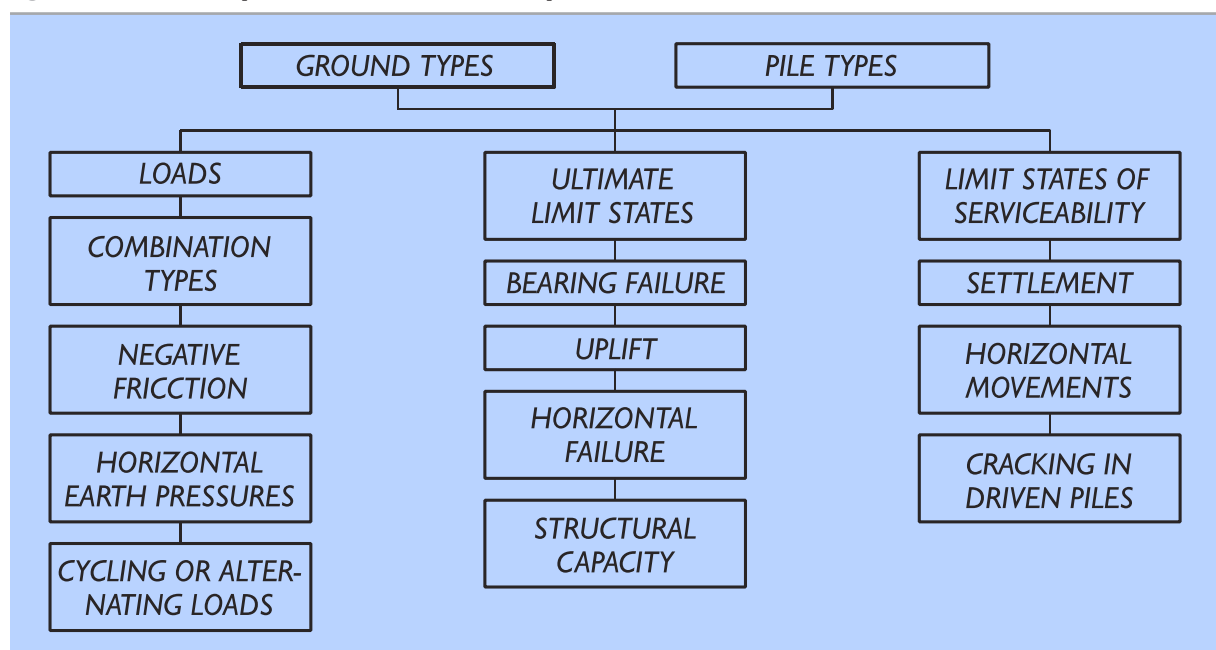 GROUND TYPES
PILE TYPES
LOADS
COMBINATION
TYPES
NEGATIVE
FRICCTION
HORIZONTAL
EARTH PRESSURES
CYCLING OR ALTER-
NATING LOADS
ULTIMATE
LIMIT STATES
BEARING FAILURE
UPLIFT
HORIZONTAL
FAILURE
STRUCTURAL
CAPACITY
LIMIT STATES OF
SERVICEABILITY
SETTLEMENT
HORIZONTAL
MOVEMENTS
CRACKING IN
DRIVEN PILES